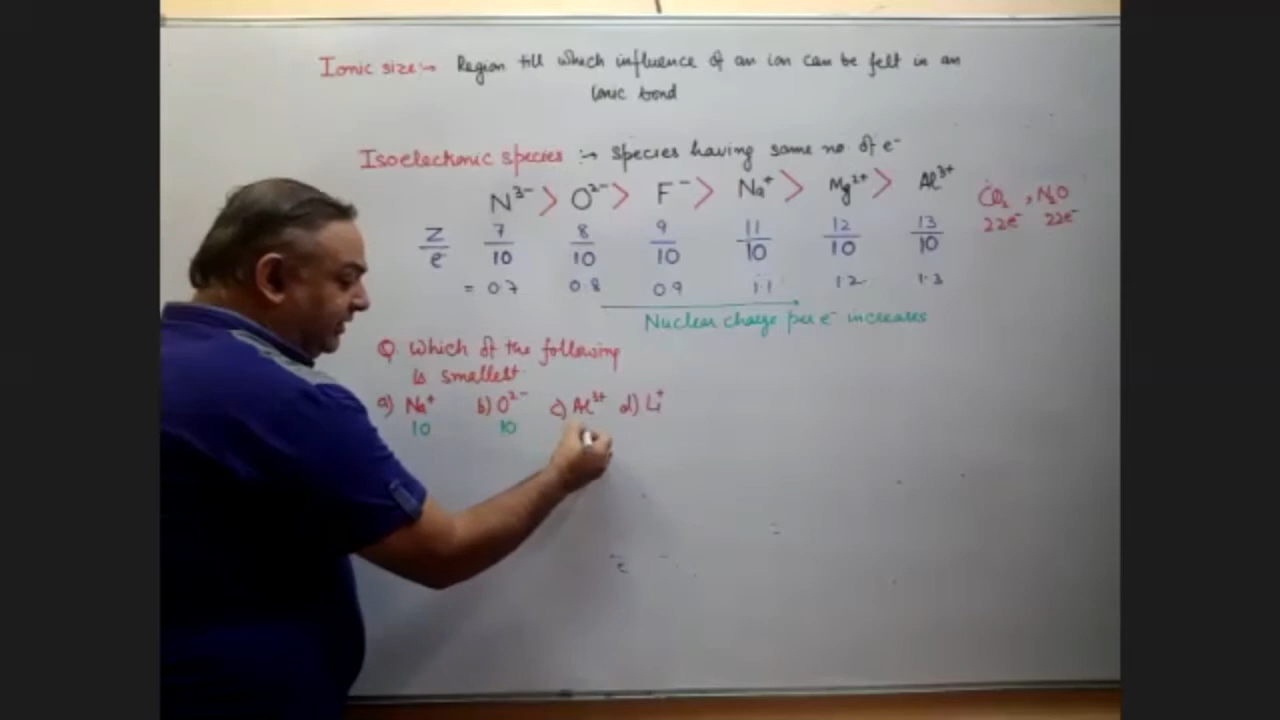 Ionic size:→ Region till which influence of an ion can be felt in an
ionic bond
Isoelectronic species :→ species having same no. of e⁻
N³⁻ > O²⁻ > F⁻ > Na⁺ > Mg²⁺ > Al³⁺ CO₂ , N₂O
22e⁻ 22e⁻
Z/e 7/10 8/10 9/10 11/10 12/10 13/10
= 0.7 0.8 0.9 1.1 1.2 1.3
Nuclear charge per e⁻ increases
Q. Which of the following
is smallest
a) Na⁺ b) O²⁻ c) Al³⁺ d) Li⁺
10 10